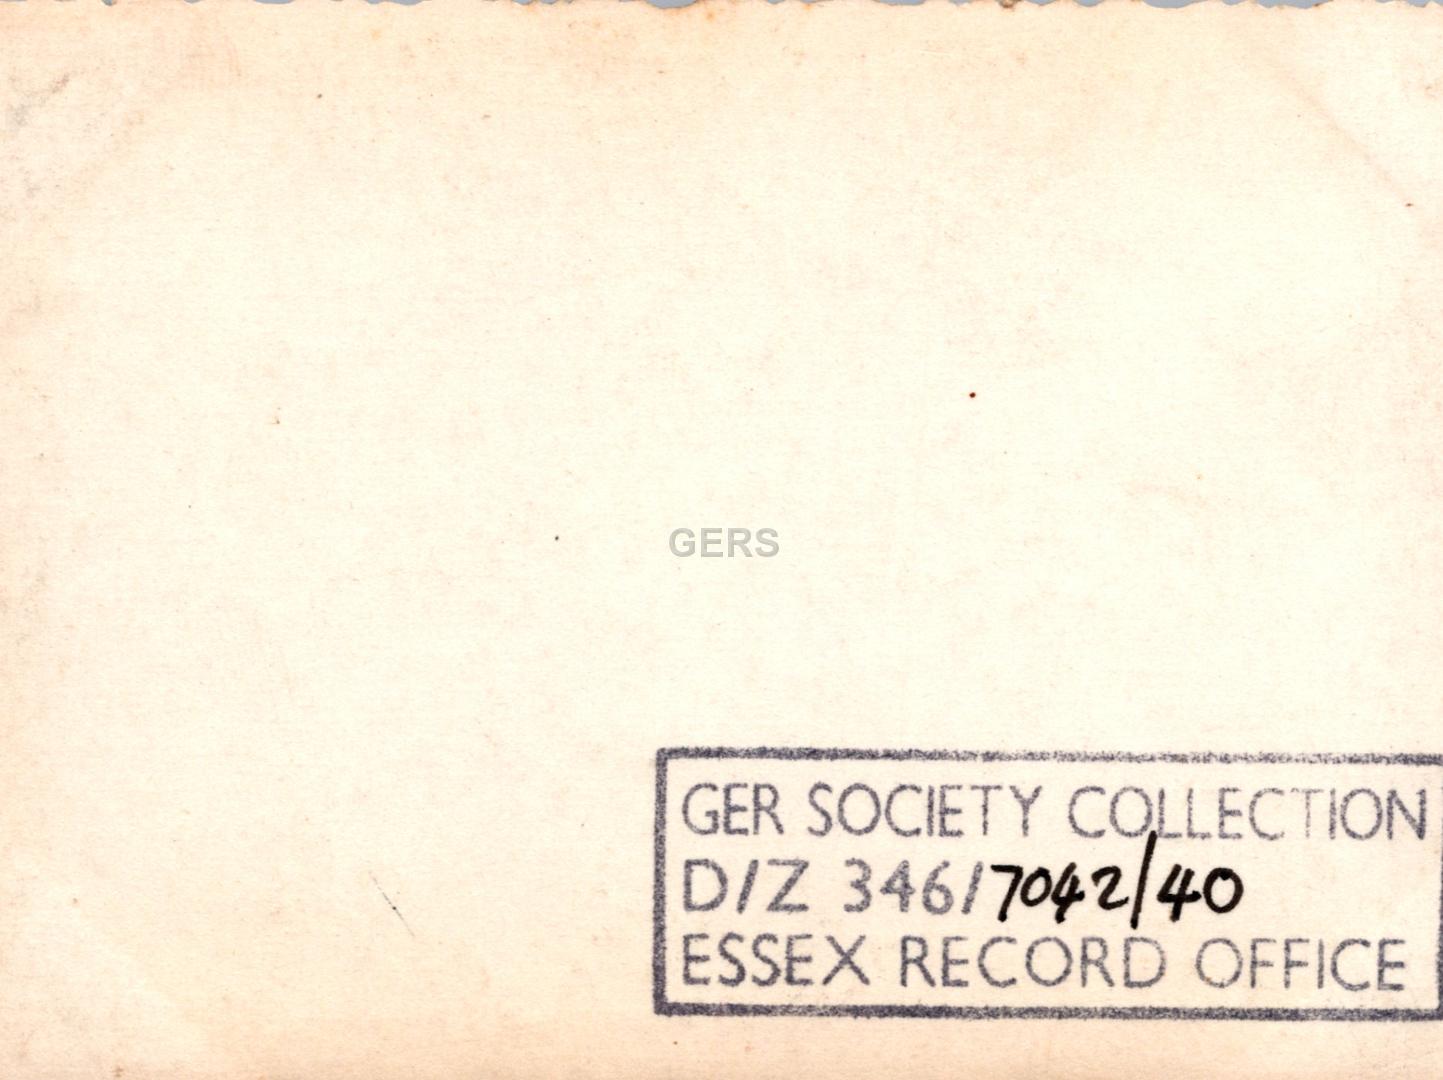 GERS
GER SOCIETY COLLECTION
D/Z 346/7042/40
ESSEX RECORD OFFICE